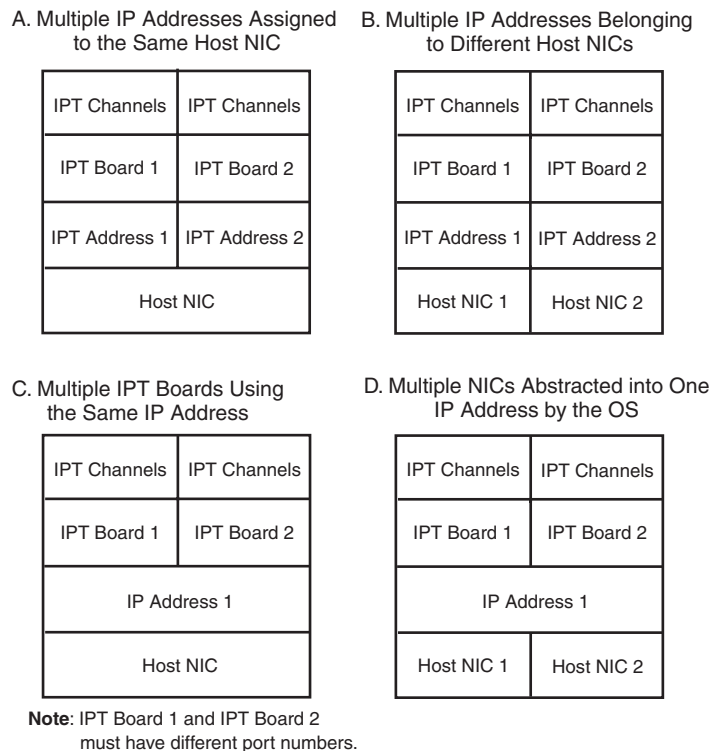 A. Multiple IP Addresses Assigned
to the Same Host NIC
IPT Channels
IPT Channels
IPT Board 1
IPT Board 2
IPT Address 1
IPT Address 2
Host NIC
B. Multiple IP Addresses Belonging
to Different Host NICs
IPT Channels
IPT Channels
IPT Board 1
IPT Board 2
IPT Address 1
IPT Address 2
Host NIC 1
Host NIC 2
C. Multiple IPT Boards Using
the Same IP Address
IPT Channels
IPT Channels
IPT Board 1
IPT Board 2
IP Address 1
Host NIC
Note: IPT Board 1 and IPT Board 2
must have different port numbers.
D. Multiple NICs Abstracted into One
IP Address by the OS
IPT Channels
IPT Channels
IPT Board 1
IPT Board 2
IP Address 1
Host NIC 1
Host NIC 2